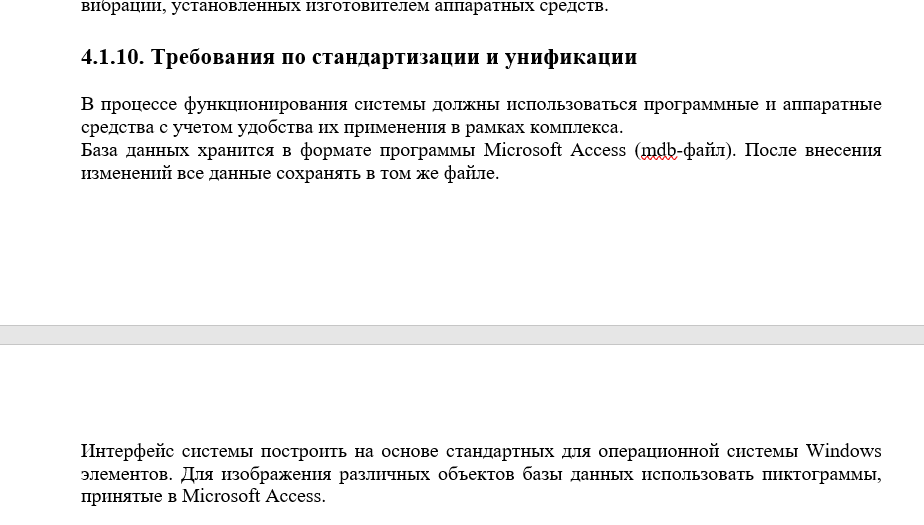 вибрации, установленных изготовителем аппаратных средств.
4.1.10. Требования по стандартизации и унификации
В процессе функционирования системы должны использоваться программные и аппаратные
средства с учетом удобства их применения в рамках комплекса.
База данных хранится в формате программы Microsoft Access (mdb-файл). После внесения
изменений все данные сохранять в том же файле.
Интерфейс системы построить на основе стандартных для операционной системы Windows
элементов. Для изображения различных объектов базы данных использовать пиктограммы,
принятые в Microsoft Access.